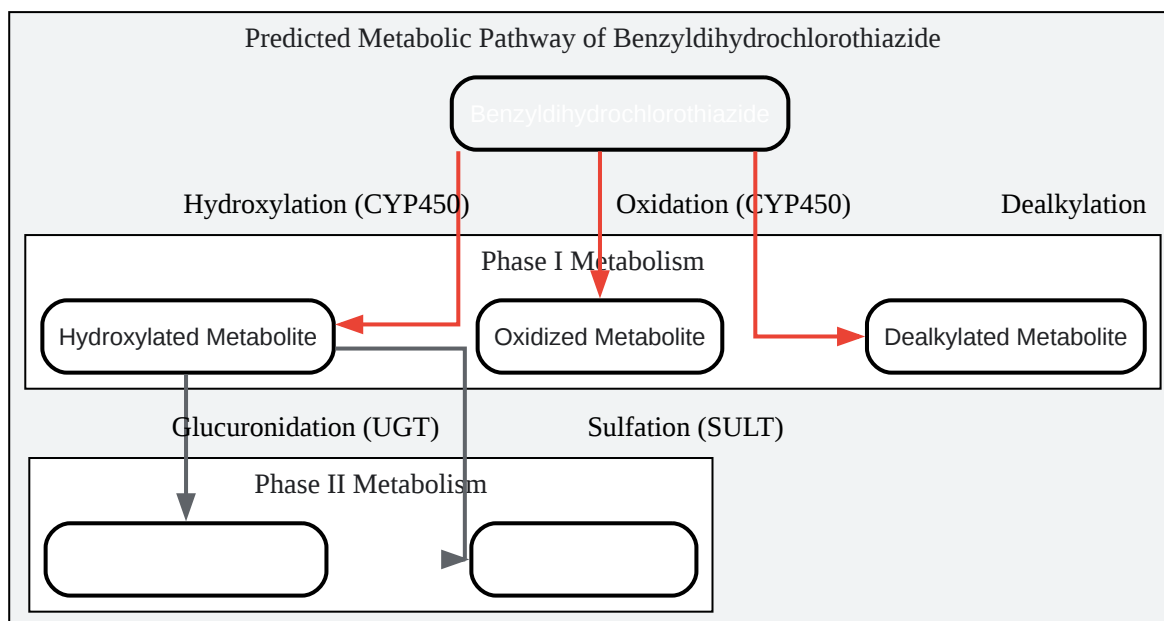 Predicted Metabolic Pathway of Benzyldihydrochlorothiazide
Benzyldihydrochlorothiazide
Hydroxylation (CYP450)
Oxidation (CYP450)
Dealkylation
Phase I Metabolism
Hydroxylated Metabolite
Oxidized Metabolite
Dealkylated Metabolite
Glucuronidation (UGT)
Sulfation (SULT)
Phase II Metabolism